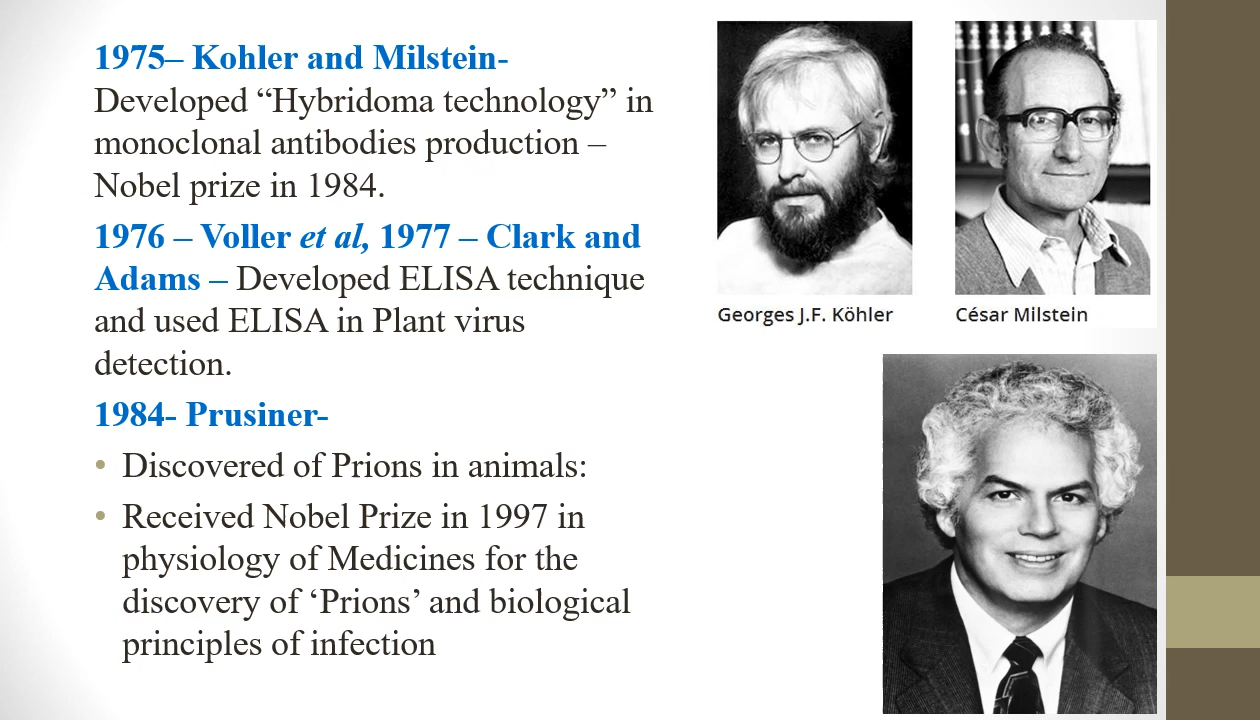 1975– Kohler and Milstein-
Developed “Hybridoma technology” in
monoclonal antibodies production –
Nobel prize in 1984.
1976 – Voller et al, 1977 – Clark and
Adams – Developed ELISA technique
and used ELISA in Plant virus
detection.
1984- Prusiner-
• Discovered of Prions in animals:
• Received Nobel Prize in 1997 in
physiology of Medicines for the
discovery of ‘Prions’ and biological
principles of infection
Georges J.F. Köhler
César Milstein